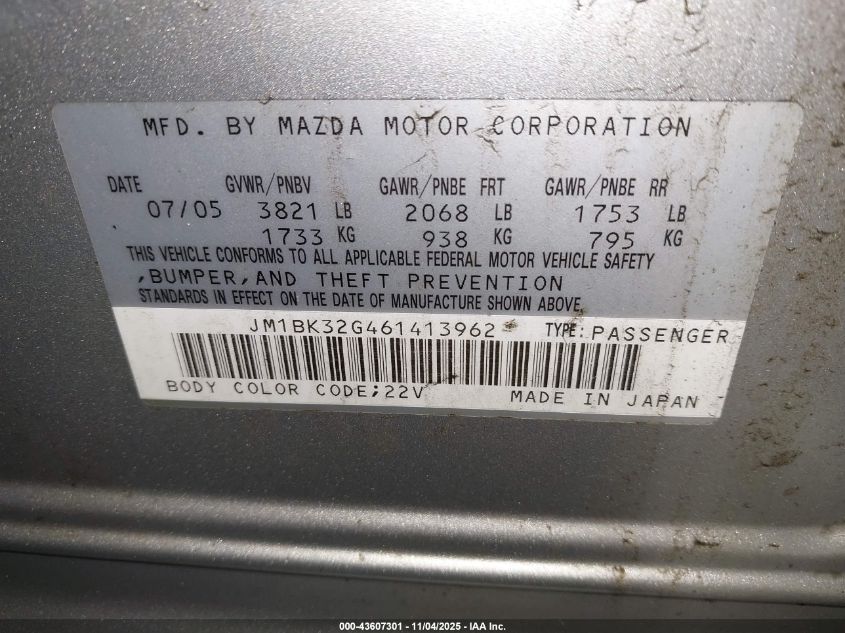 MFD. BY MAZDA MOTOR CORPORATION
DATE GVWR/PNBV GAWR/PNBE FRT GAWR/PNBE RR
07/05 3821 LB 2068 LB 1753 LB
1733 KG 938 KG 795 KG
THIS VEHICLE CONFORMS TO ALL APPLICABLE FEDERAL MOTOR VEHICLE SAFETY
,BUMPER,AND THEFT PREVENTION
STANDARDS IN EFFECT ON THE DATE OF MANUFACTURE SHOWN ABOVE.
JM1BK32G461413962* TYPE:PASSENGER
BODY COLOR CODE;22V MADE IN JAPAN
000-43607301 - 11/04/2025 - IAA Inc.